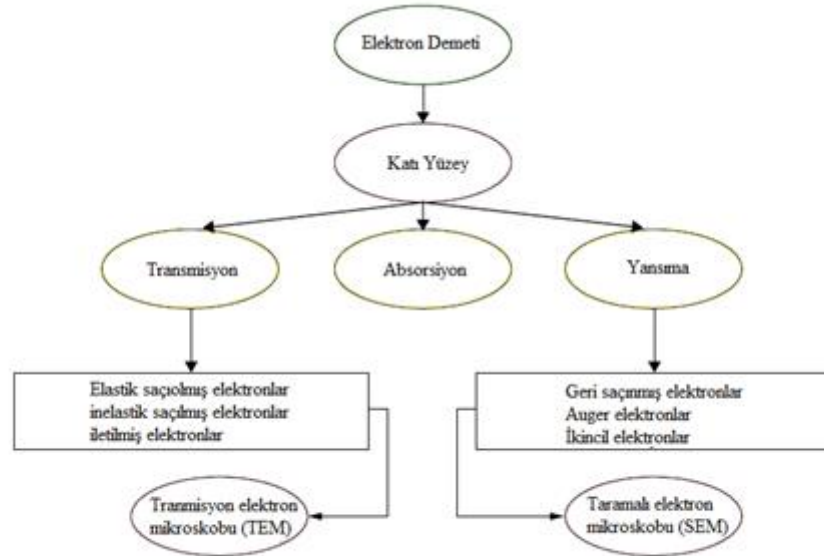 Elektron Demeti
Katı Yüzey
Transmisyon
Absorsiyon
Yansıma
Elastik saçıolmış elektronlar
inelastik saçılmış elektronlar
iletilmiş elektronlar
Geri saçınmış elektronlar
Auger elektronlar
İkincil elektronlar
Tranmisyon elektron
mikroskobu (TEM)
Taramalı elektron
mikroskobu (SEM)